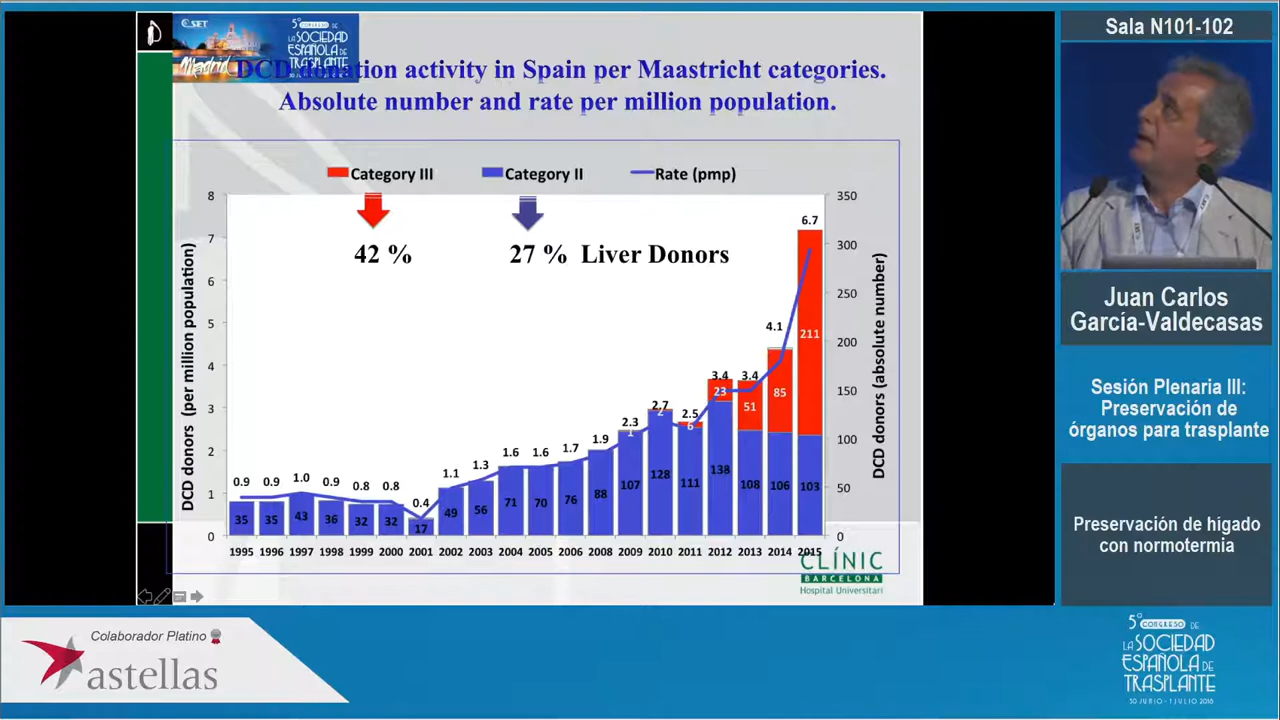 SET
Madrid
5º CONGRESO DE
LA SOCIEDAD
ESPAÑOLA DE
TRASPLANTE
DCD donation activity in Spain per Maastricht categories.
Absolute number and rate per million population.
Category III
Category II
Rate (pmp)
42 %
27 % Liver Donors
DCD donors (per million population)
8
7
6
5
4
3
2
1
0
DCD donors (absolute number)
350
300
250
200
150
100
50
0
0.9 0.9 1.0 0.9 0.8 0.8 0.4 1.1 1.3 1.6 1.6 1.7 1.9 2.3 2.7 2.5 3.4 3.4 4.1 6.7
1 2 6 23 51 85 211
35 35 43 36 32 32 17 49 56 71 70 76 88 107 128 111 138 108 106 103
1995 1996 1997 1998 1999 2000 2001 2002 2003 2004 2005 2006 2008 2009 2010 2011 2012 2013 2014 2015
CLÍNIC
BARCELONA
Hospital Universitari
Sala N101-102
Juan Carlos
García-Valdecasas
Sesión Plenaria III:
Preservación de
órganos para trasplante
Preservación de hígado
con normotermia
Colaborador Platino
astellas
5º CONGRESO DE
LA SOCIEDAD
ESPAÑOLA DE
TRASPLANTE
30 JUNIO - 1 JULIO 2016